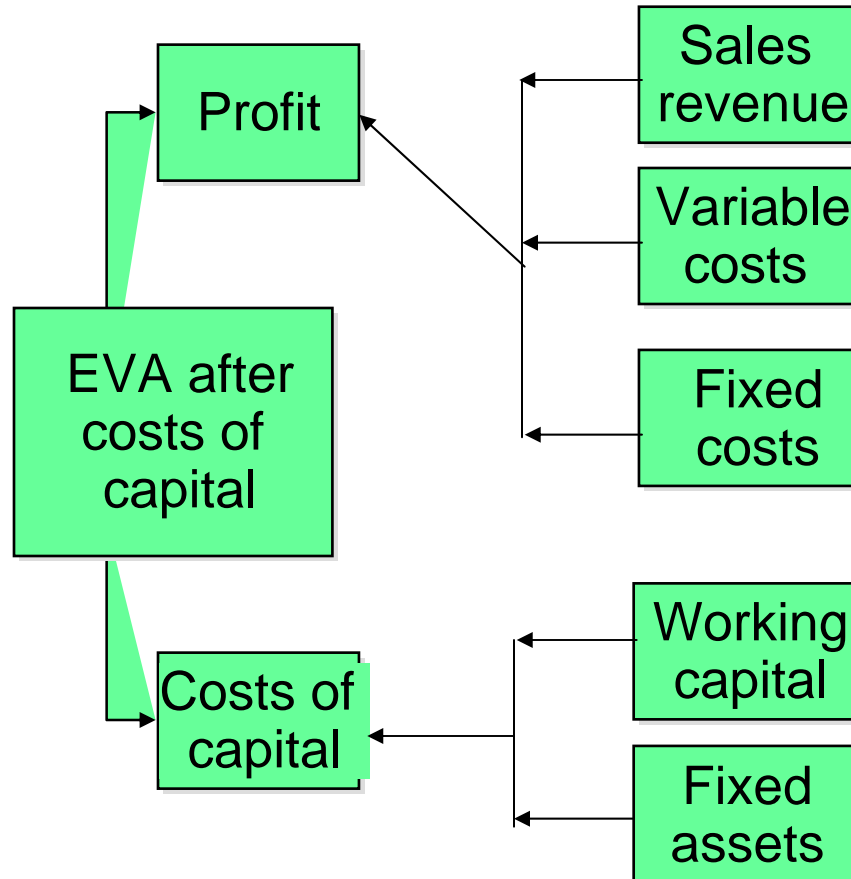 Profit
Sales
revenue
Variable
costs
EVA after
costs of
capital
Fixed
costs
Costs of
capital
Working
capital
Fixed
assets